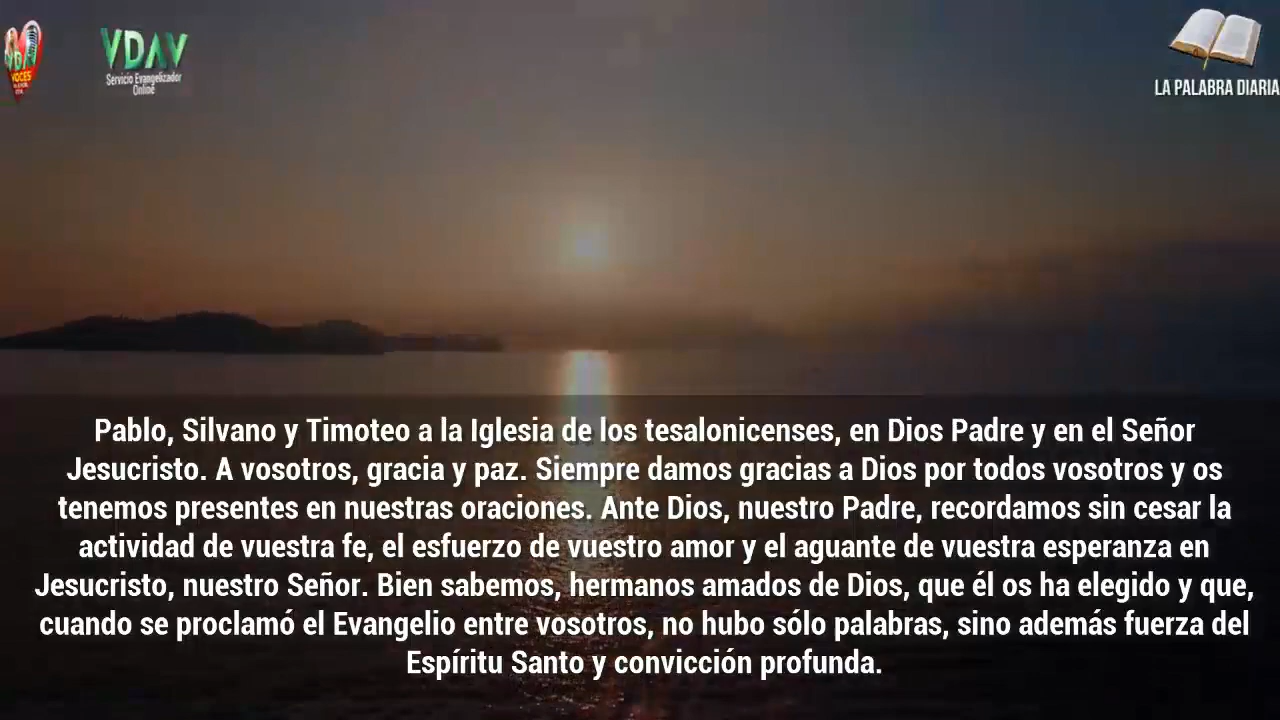 VOCES
VDAV
Servicio Evangelizador
Online
LA PALABRA DIARIA
Pablo, Silvano y Timoteo a la Iglesia de los tesalonicenses, en Dios Padre y en el Señor
Jesucristo. A vosotros, gracia y paz. Siempre damos gracias a Dios por todos vosotros y os
tenemos presentes en nuestras oraciones. Ante Dios, nuestro Padre, recordamos sin cesar la
actividad de vuestra fe, el esfuerzo de vuestro amor y el aguante de vuestra esperanza en
Jesucristo, nuestro Señor. Bien sabemos, hermanos amados de Dios, que él os ha elegido y que,
cuando se proclamó el Evangelio entre vosotros, no hubo sólo palabras, sino además fuerza del
Espíritu Santo y convicción profunda.